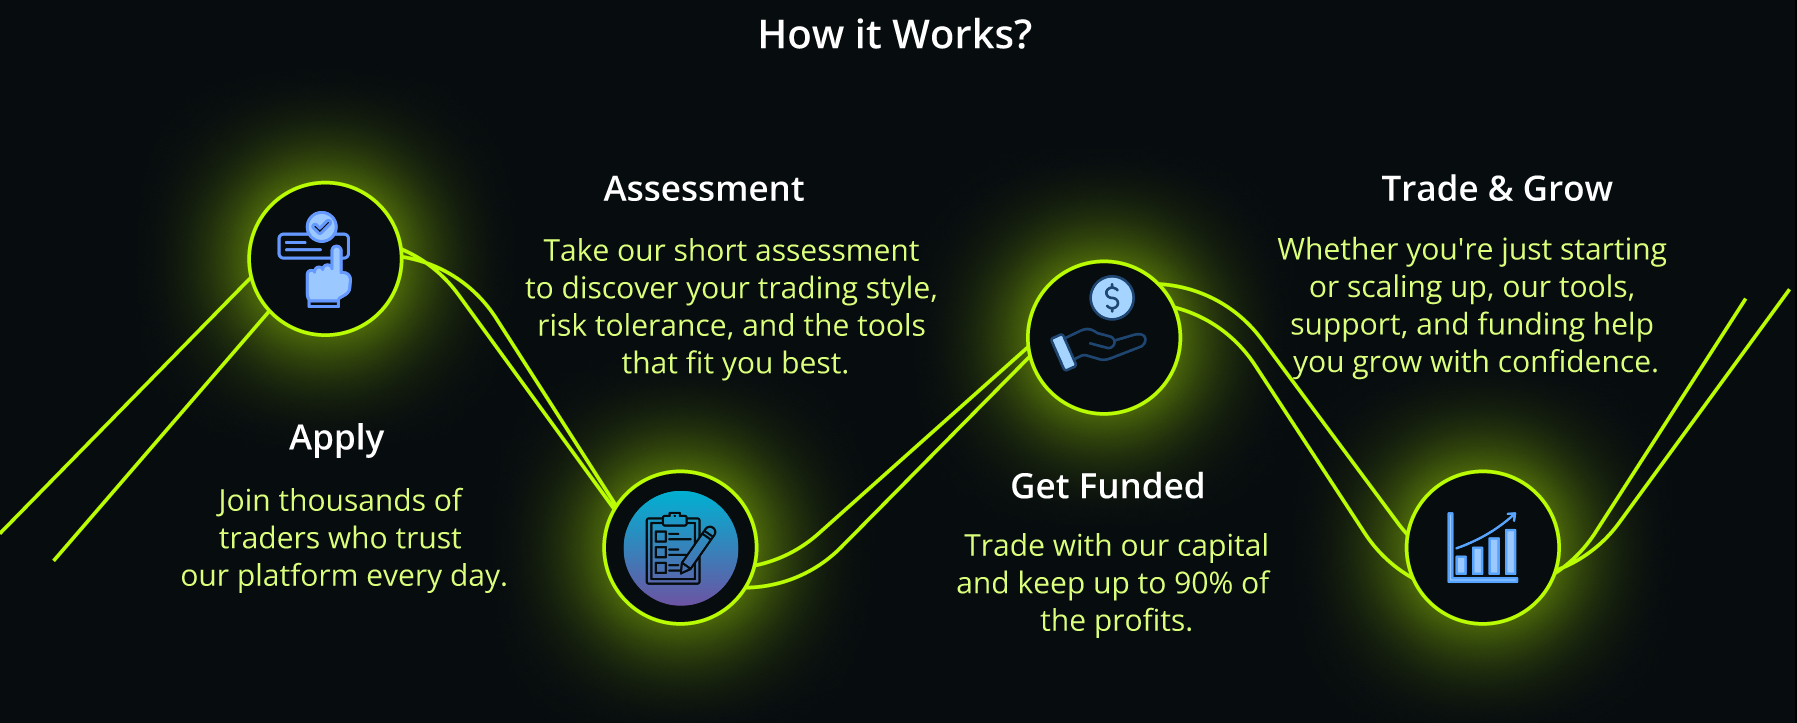 How it Works?
Apply
Join thousands of
traders who trust
our platform every day.
Assessment
Take our short assessment
to discover your trading style,
risk tolerance, and the tools
that fit you best.
$
Get Funded
Trade with our capital
and keep up to 90% of
the profits.
Trade & Grow
Whether you're just starting
or scaling up, our tools,
support, and funding help
you grow with confidence.